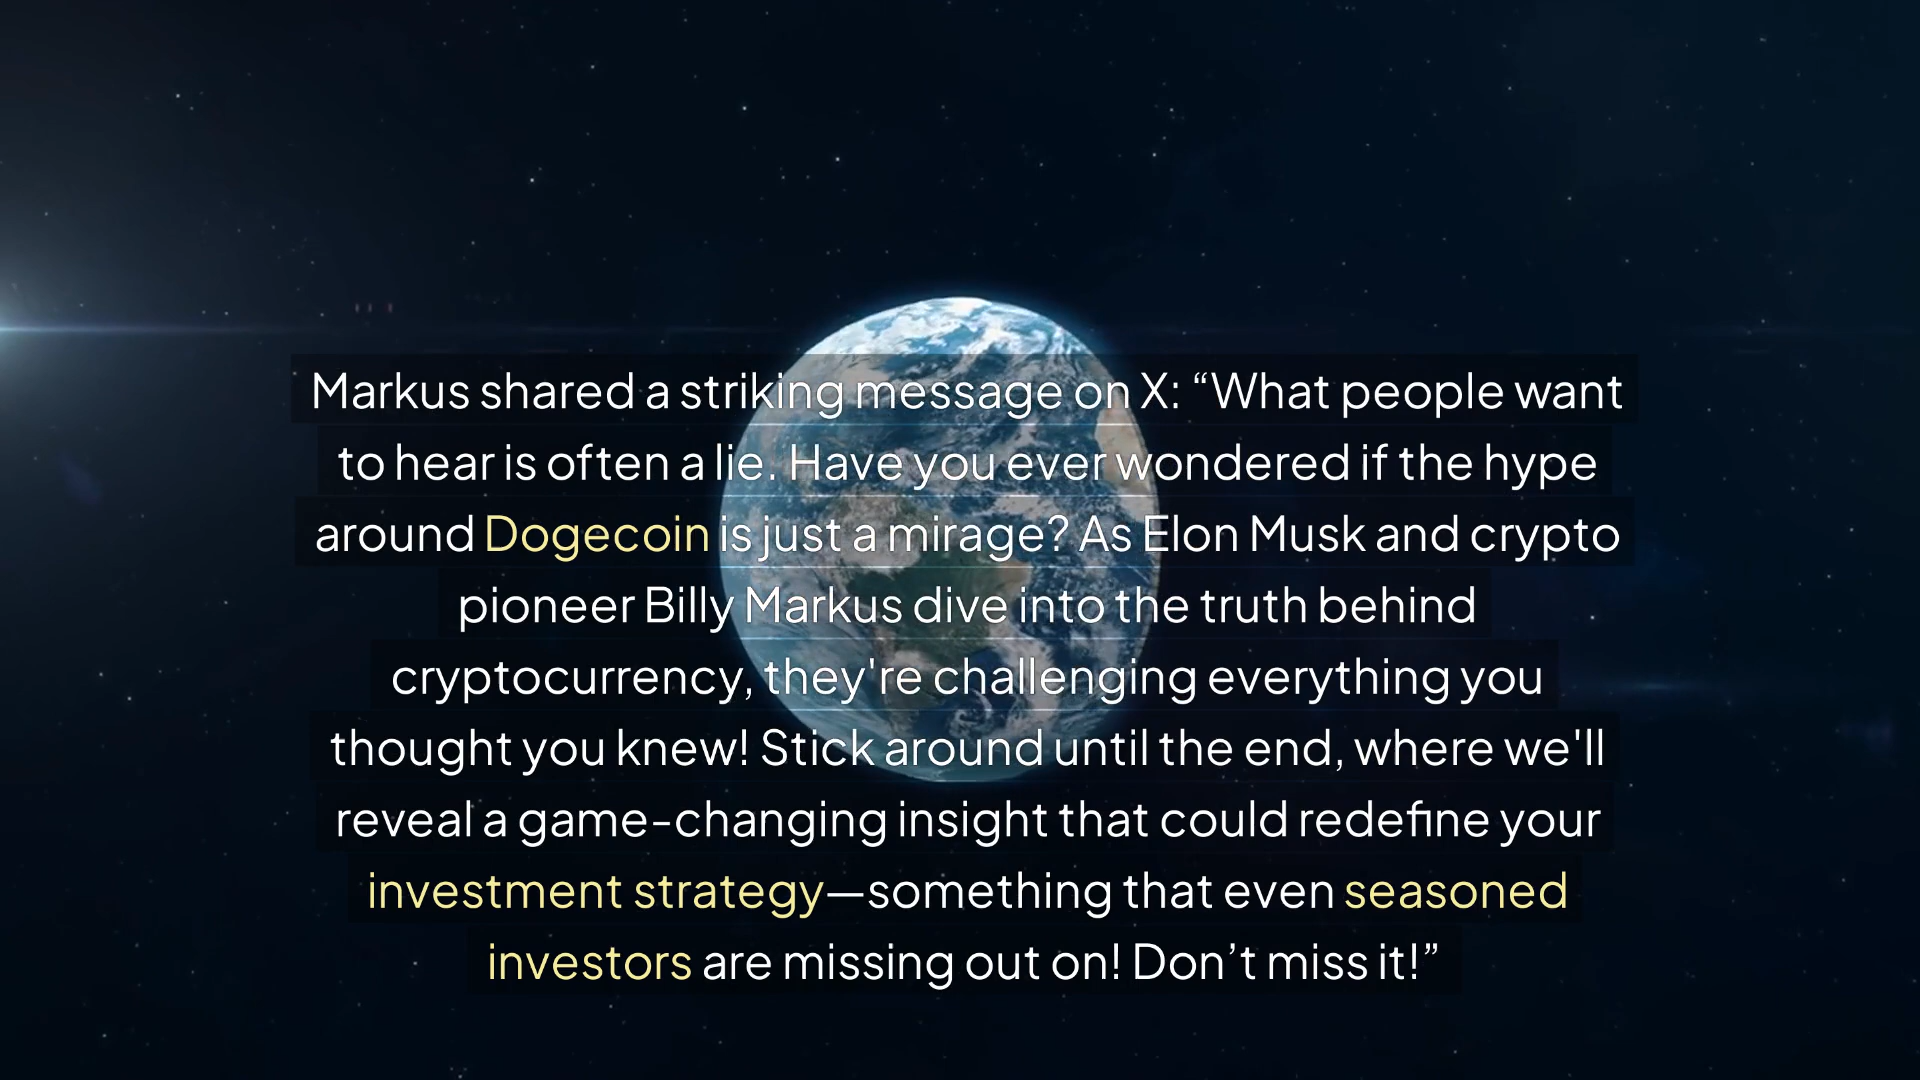 Markus shared a striking message on X: “What people want
to hear is often a lie. Have you ever wondered if the hype
around Dogecoin is just a mirage? As Elon Musk and crypto
pioneer Billy Markus dive into the truth behind
cryptocurrency, they're challenging everything you
thought you knew! Stick around until the end, where we'll
reveal a game-changing insight that could redefine your
investment strategy—something that even seasoned
investors are missing out on! Don’t miss it!”